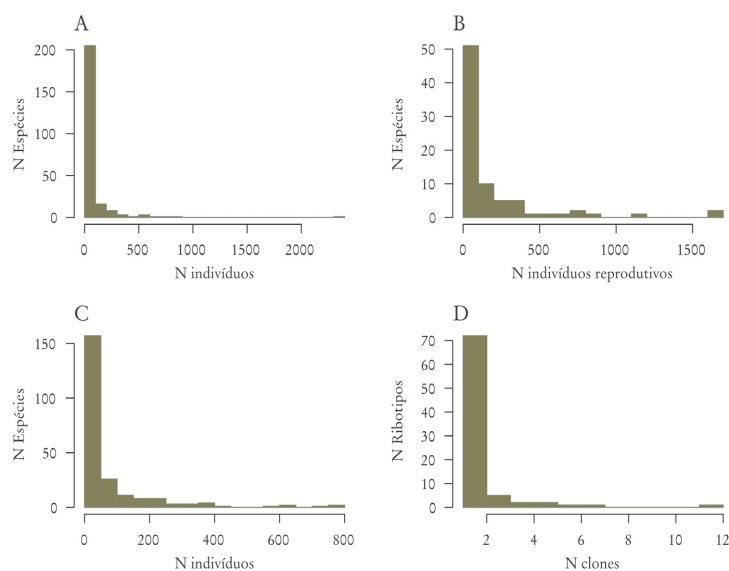 A
200
150
100
50
0
N Espécies
0 500 1000 1500 2000
N indivíduos
B
50
40
30
20
10
0
N Espécies
0 500 1000 1500
N indivíduos reprodutivos
C
150
100
50
0
N Espécies
0 200 400 600 800
N indivíduos
D
70
60
50
40
30
20
10
0
N Ribotipos
2 4 6 8 10 12
N clones